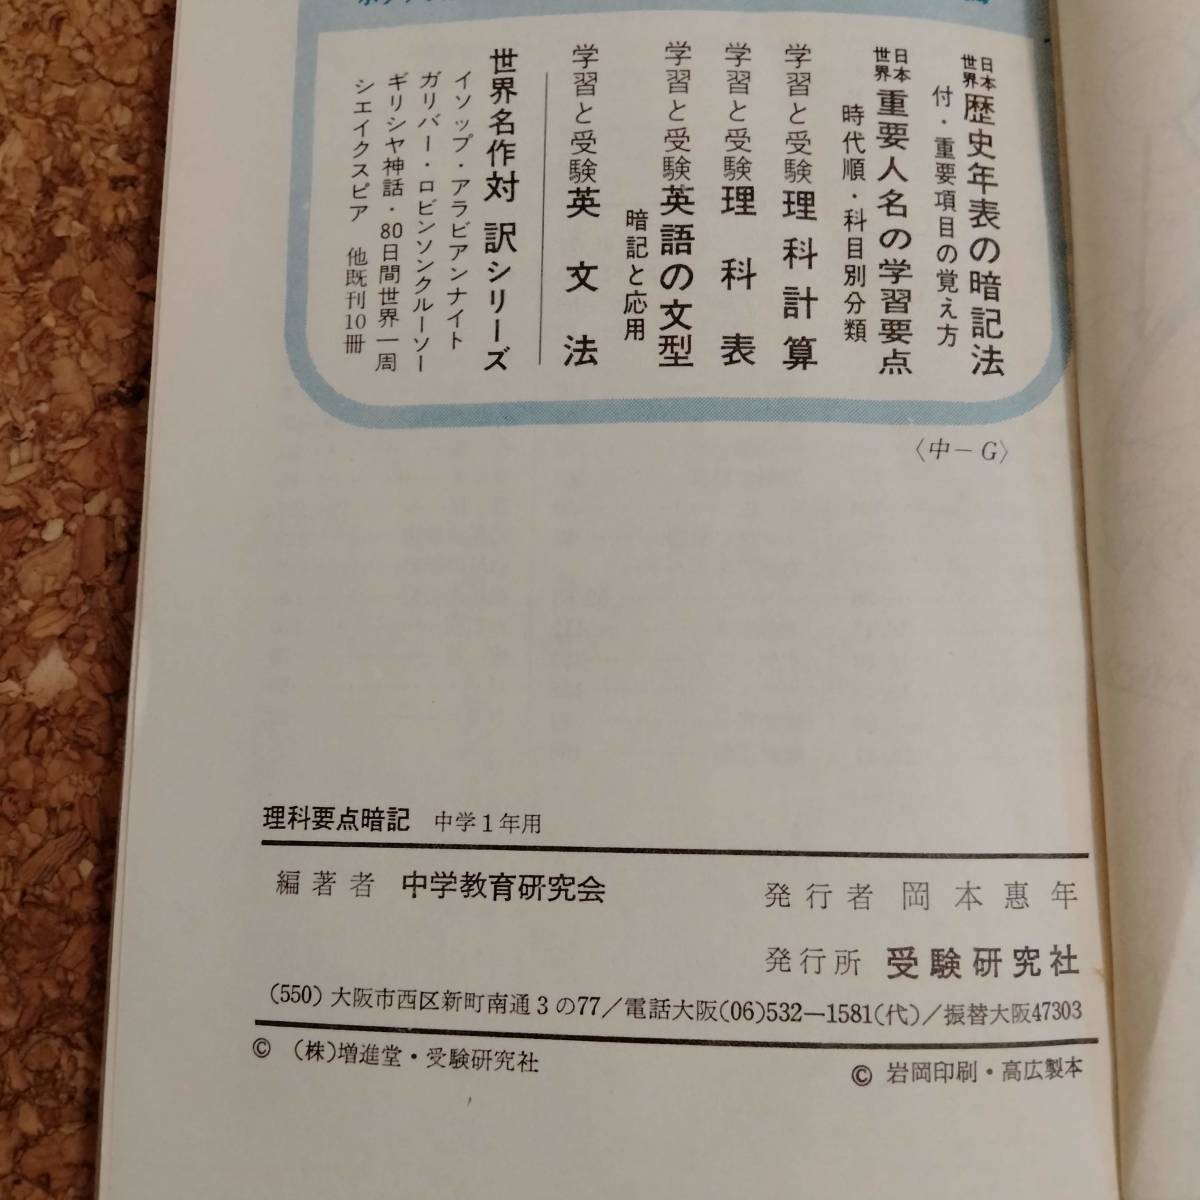 日本
世界 歴史年表の暗記法
付・重要項目の覚え方
日本
世界 重要人名の学習要点
時代順・科目別分類
学習と受験 理科計算
学習と受験 理科表
学習と受験 英語の文型
暗記と応用
学習と受験 英文法
世界名作対訳シリーズ
イソップ・アラビアンナイト
ガリバー・ロビンソンクルーソー
ギリシヤ神話・80日間世界一周
シエイクスピア 他既刊10冊
〈中－G〉
理科要点暗記 中学1年用
編著者 中学教育研究会
発行者 岡本惠年
発行所 受験研究社
(550) 大阪市西区新町南通3の77/電話大阪(06)532—1581(代)/振替大阪47303
© (株)増進堂・受験研究社
© 岩岡印刷・高広製本